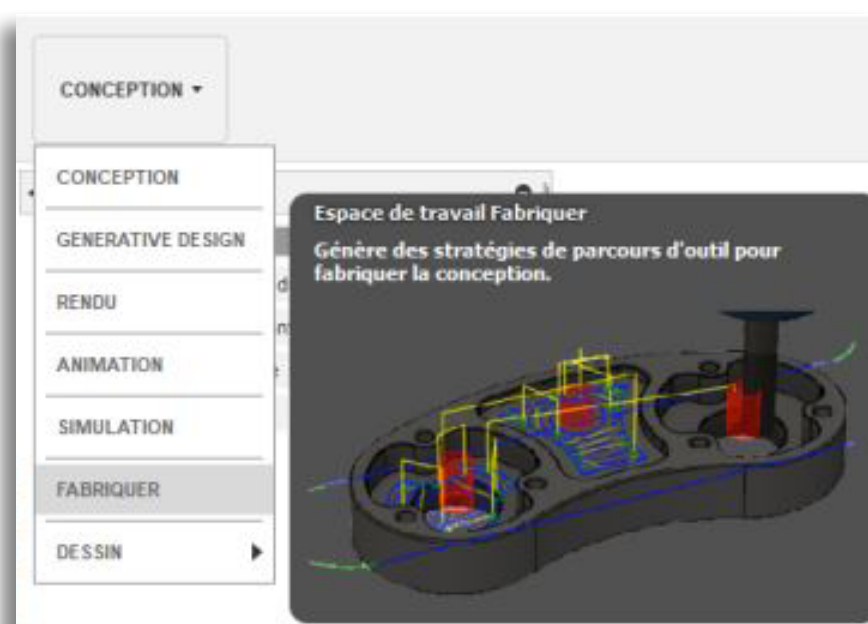 CONCEPTION
CONCEPTION
GENERATIVE DESIGN
RENDU
ANIMATION
SIMULATION
FABRIQUER
DESSIN
Espace de travail Fabriquer
Génère des stratégies de parcours d'outil pour
fabriquer la conception.